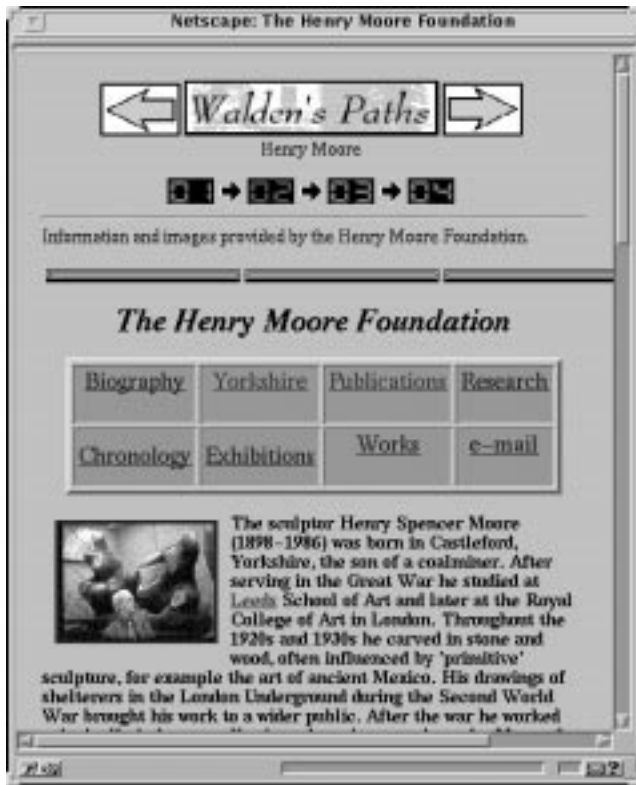 Netscape: The Henry Moore Foundation
Walden's Paths
Henry Moore
01 02 03 04
Information and images provided by the Henry Moore Foundation.
The Henry Moore Foundation
Biography Yorkshire Publications Research
Chronology Exhibitions Works e-mail
The sculptor Henry Spencer Moore
(1898-1986) was born in Castleford,
Yorkshire, the son of a coalminer. After
serving in the Great War he studied at
Leeds School of Art and later at the Royal
College of Art in London. Throughout the
1920s and 1930s he carved in stone and
wood, often influenced by 'primitive'
sculpture, for example the art of ancient Mexico. His drawings of
shelterers in the London Underground during the Second World
War brought his work to a wider public. After the war he worked